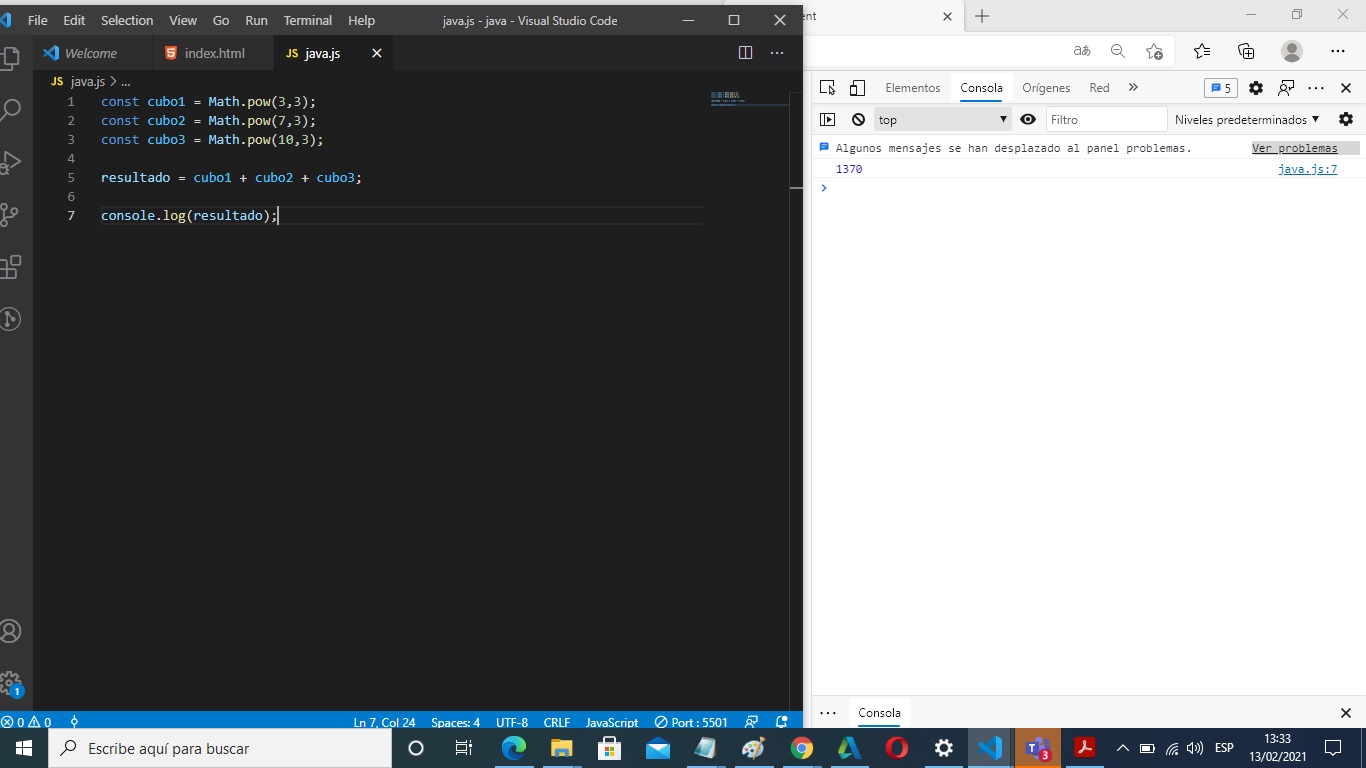 File Edit Selection View Go Run Terminal Help java.js - java - Visual Studio Code
Welcome index.html JS java.js
JS java.js > ...
1 const cubo1 = Math.pow(3,3);
2 const cubo2 = Math.pow(7,3);
3 const cubo3 = Math.pow(10,3);
4
5 resultado = cubo1 + cubo2 + cubo3;
6
7 console.log(resultado);
1
0 0 Ln 7, Col 24 Spaces: 4 UTF-8 CRLF JavaScript Port : 5501
ent
aあ
Elementos Consola Orígenes Red 5
top Filtro Niveles predeterminados
Algunos mensajes se han desplazado al panel problemas. Ver problemas
1370 java.js:7
Consola
Escribe aquí para buscar
3
ESP
13:33
13/02/2021